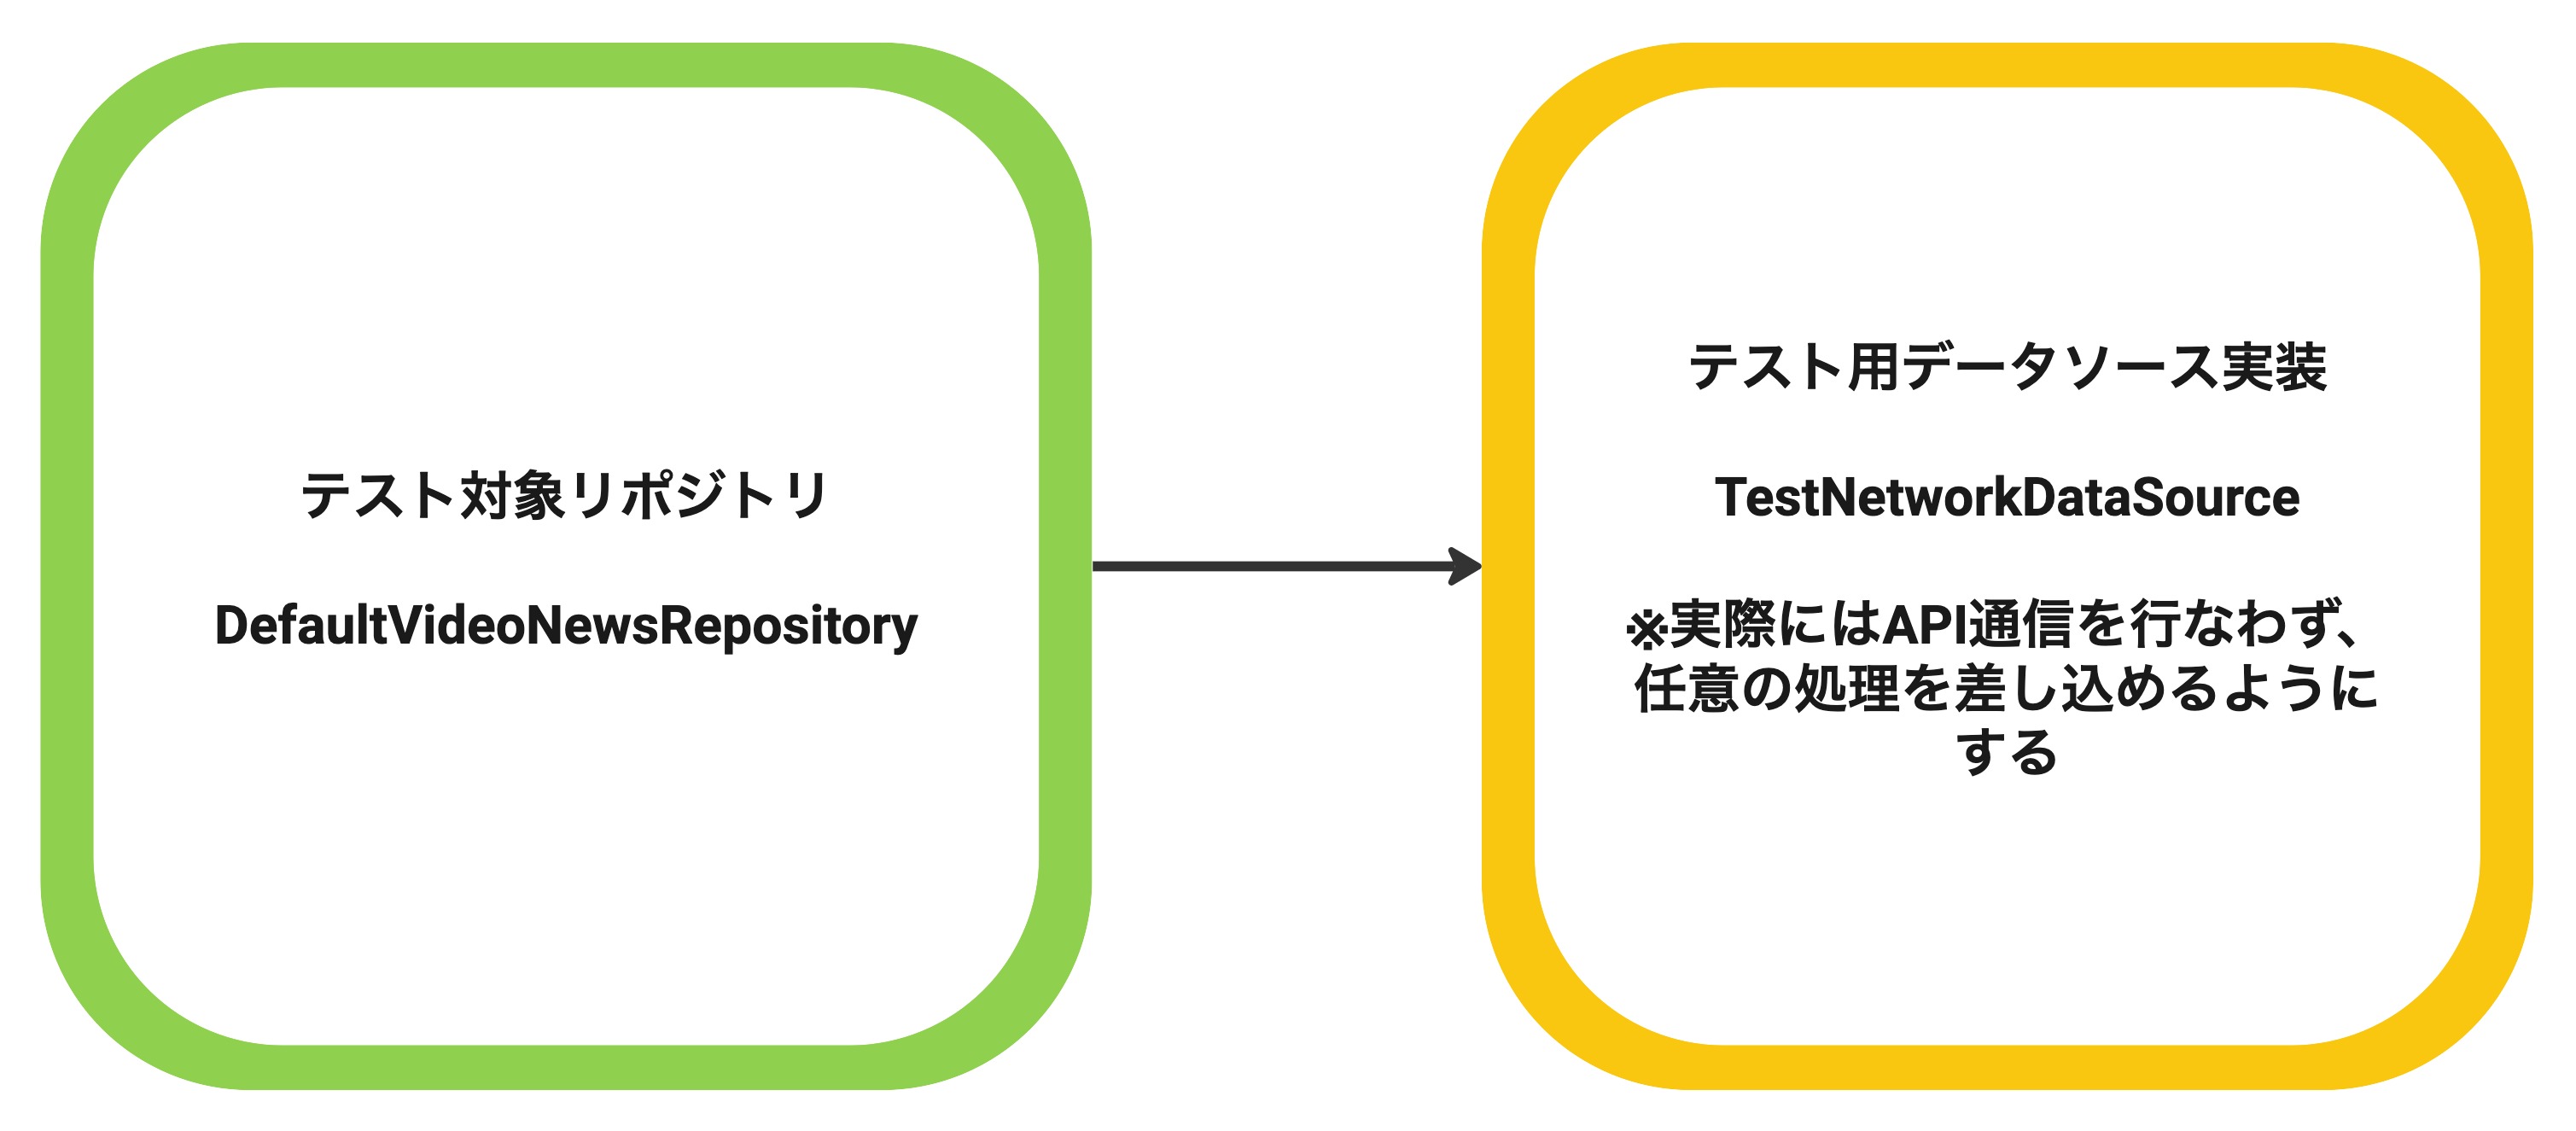 テスト対象リポジトリ
DefaultVideoNewsRepository
テスト用データソース実装
TestNetworkDataSource
※実際にはAPI通信を行なわず、
任意の処理を差し込めるように
する